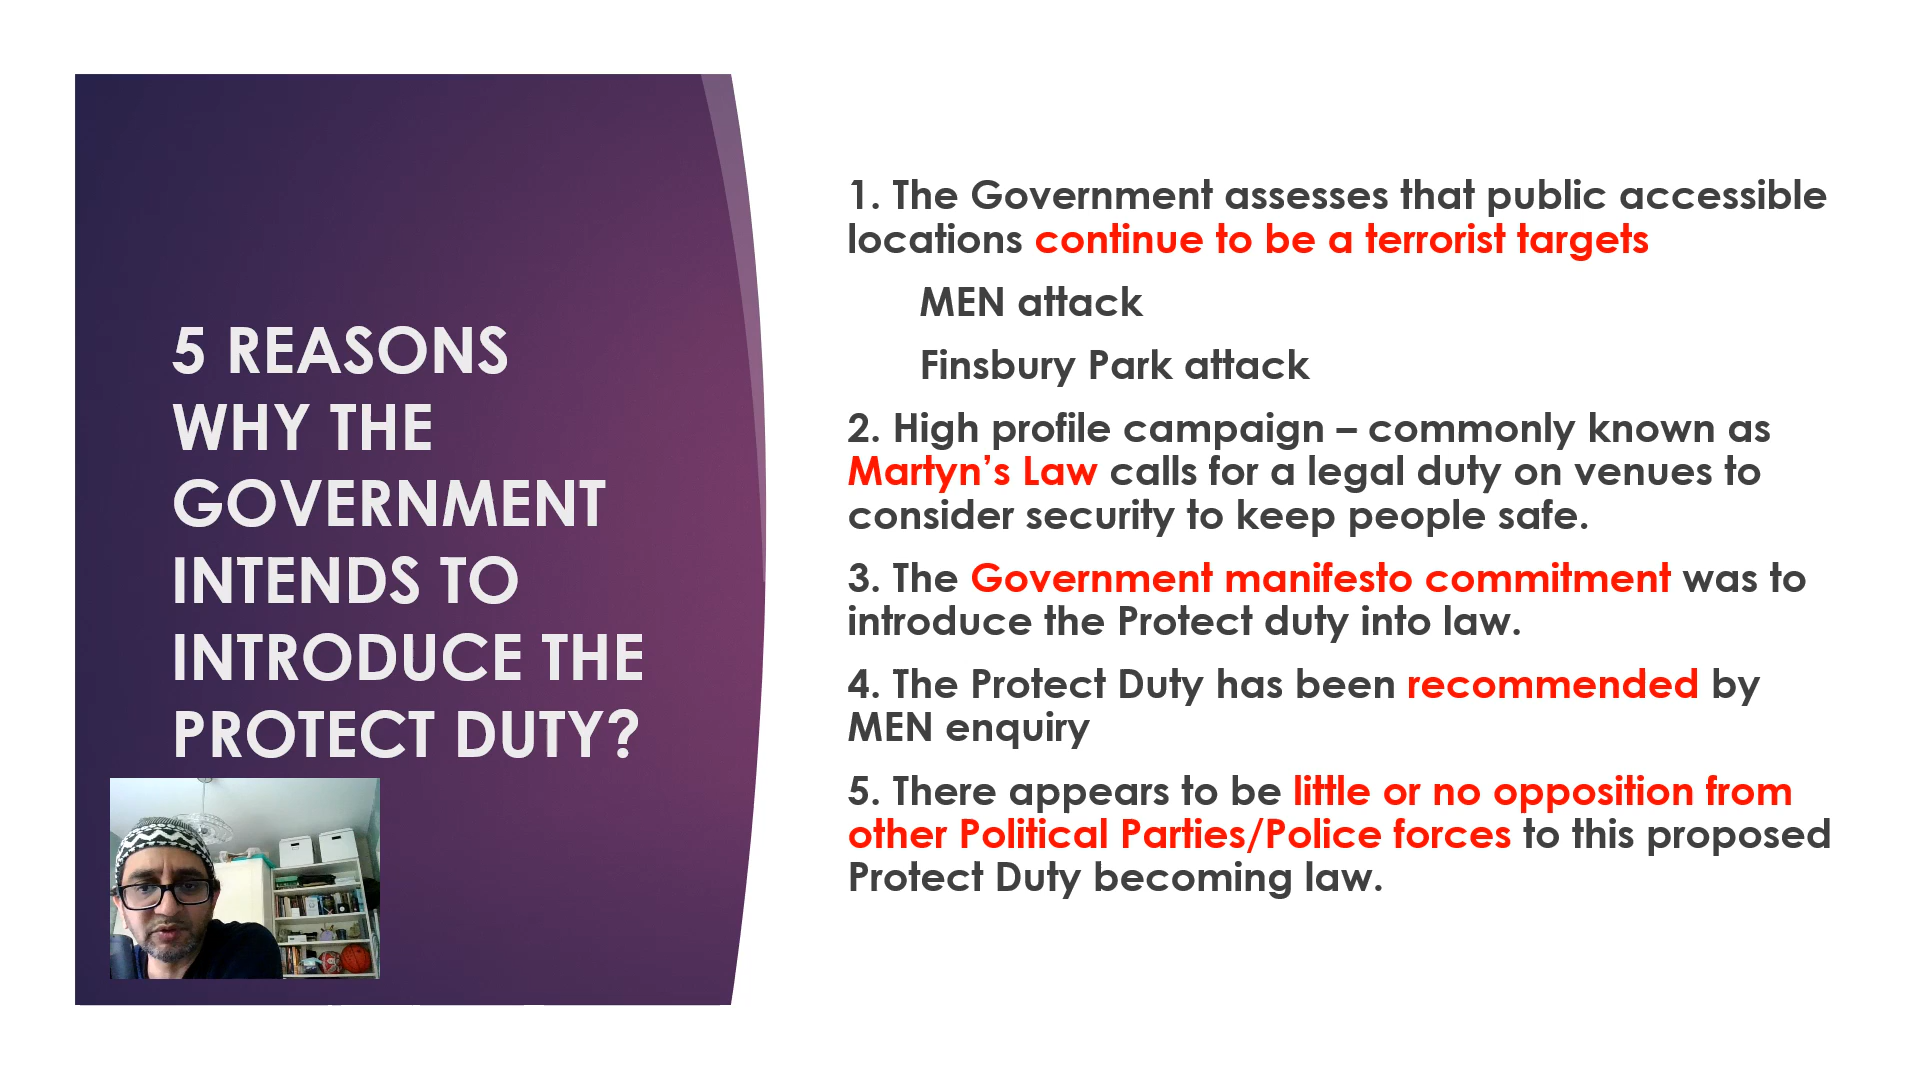 5 REASONS
WHY THE
GOVERNMENT
INTENDS TO
INTRODUCE THE
PROTECT DUTY?
1. The Government assesses that public accessible
locations continue to be a terrorist targets
MEN attack
Finsbury Park attack
2. High profile campaign – commonly known as
Martyn’s Law calls for a legal duty on venues to
consider security to keep people safe.
3. The Government manifesto commitment was to
introduce the Protect duty into law.
4. The Protect Duty has been recommended by
MEN enquiry
5. There appears to be little or no opposition from
other Political Parties/Police forces to this proposed
Protect Duty becoming law.